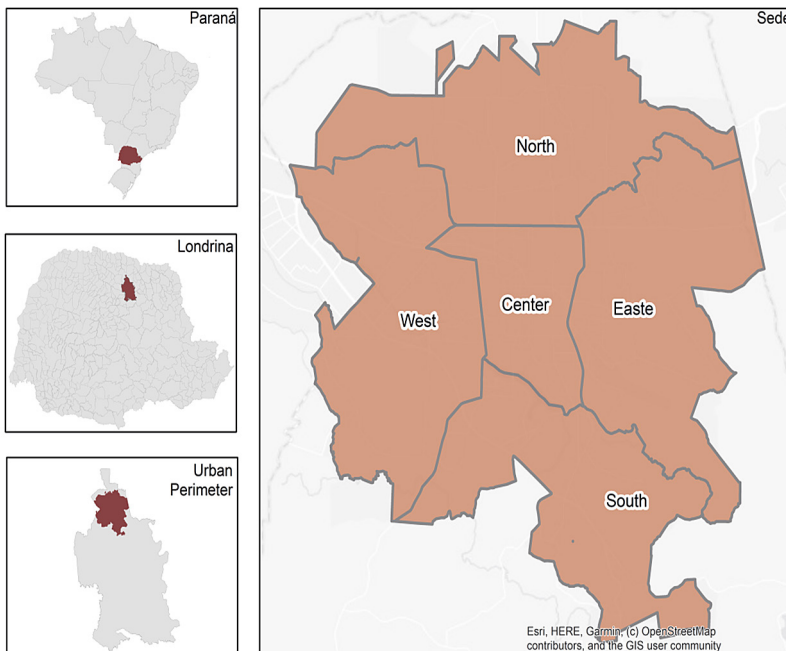 Paraná
Londrina
Urban
Perimeter
Sede
North
West
Center
Easte
South
Esri, HERE, Garmin, (c) OpenStreetMap
contributors, and the GIS user community